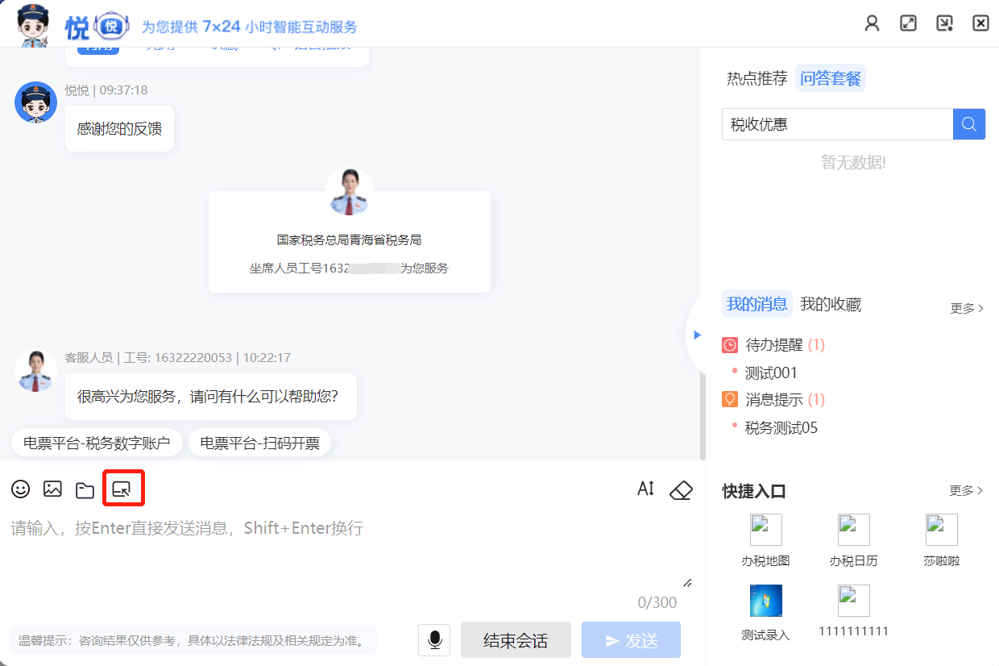 悦 悦 为您提供 7×24 小时智能互动服务
悦悦 | 09:37:18
感谢您的反馈
国家税务总局青海省税务局
坐席人员工号1632
为您服务
客服人员 | 工号: 16322220053 | 10:22:17
很高兴为您服务，请问有什么可以帮助您?
电票平台-税务数字账户
电票平台-扫码开票
请输入，按Enter直接发送消息，Shift+Enter换行
0/300
温馨提示：咨询结果仅供参考，具体以法律法规及相关规定为准。
结束会话
发送
热点推荐
问答套餐
税收优惠
暂无数据!
我的消息
我的收藏
更多
待办提醒 (1)
测试001
消息提示 (1)
税务测试05
快捷入口
更多
办税地图
办税日历
莎啦啦
测试录入
1111111111